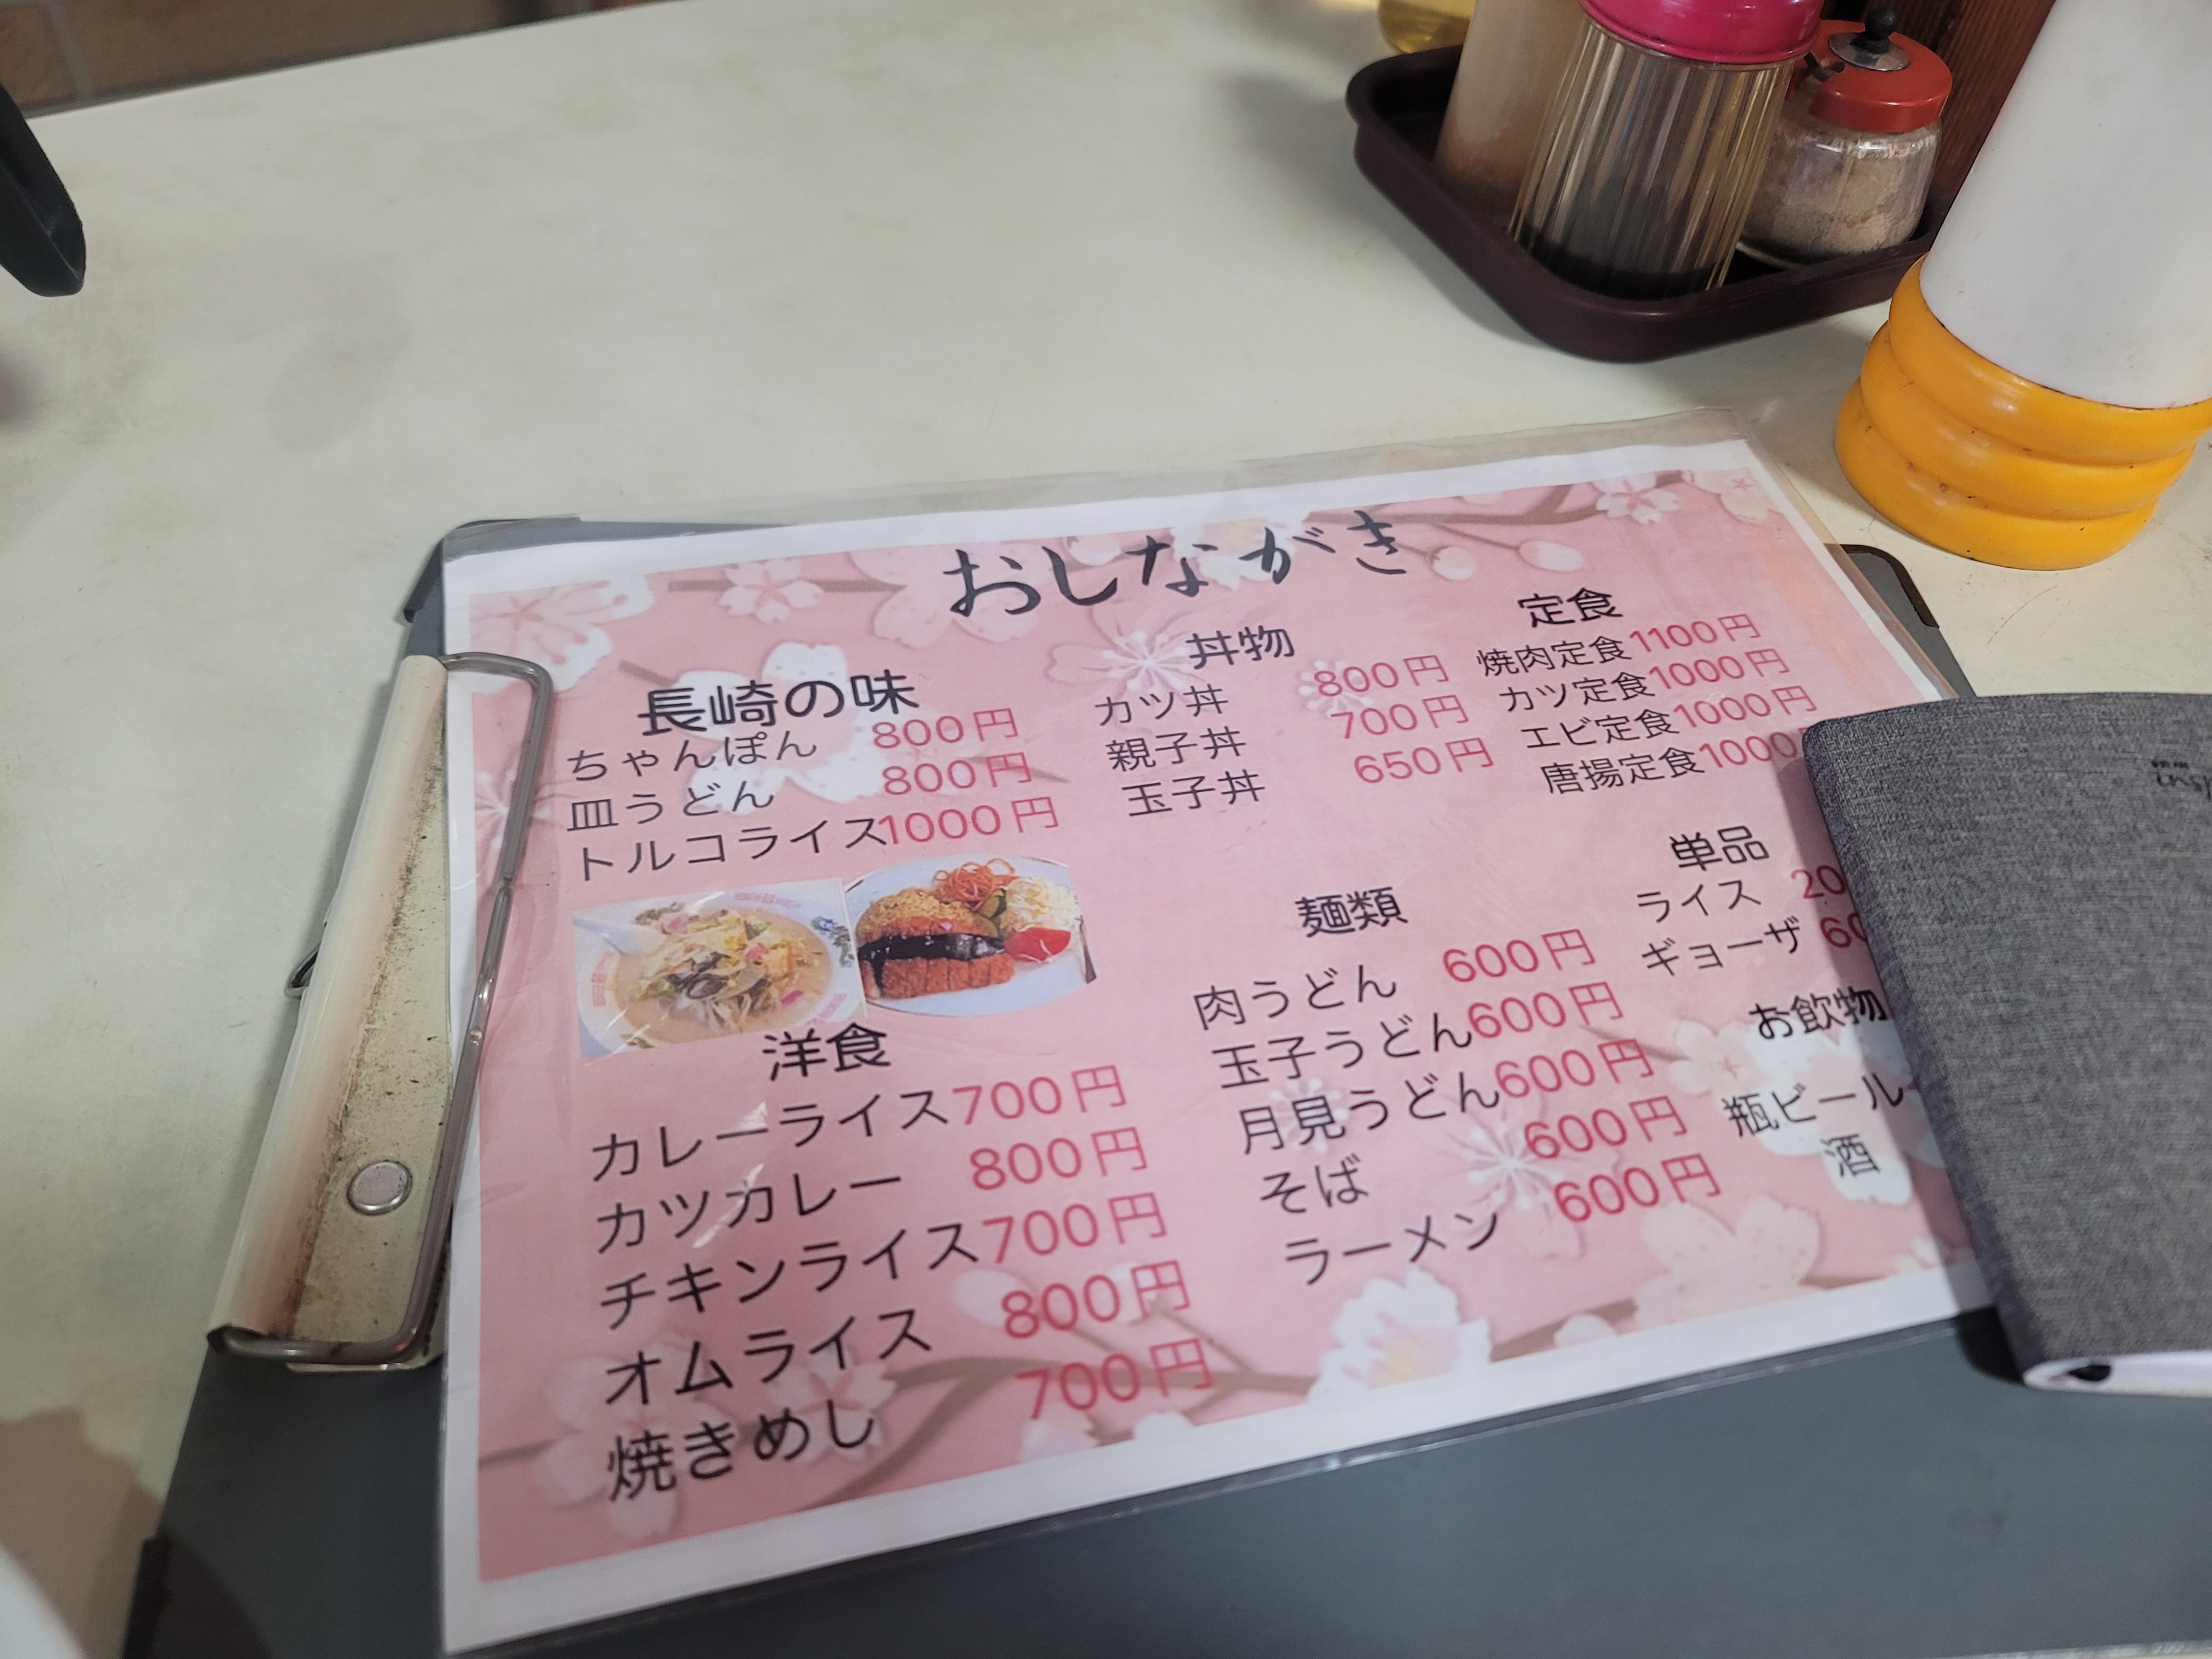 おしながき
長崎の味
ちゃんぽん 800円
皿うどん 800円
トルコライス 1000円
洋食
カレーライス 700円
カツカレー 800円
チキンライス 700円
オムライス 800円
焼きめし 700円
丼物
カツ丼 800円
親子丼 700円
玉子丼 650円
麺類
肉うどん 600円
玉子うどん 600円
月見うどん 600円
そば 600円
ラーメン 600円
定食
焼肉定食 1100円
カツ定食 1000円
エビ定食 1000円
唐揚定食 1000
単品
ライス
ギョーザ
お飲物
瓶ビール
酒